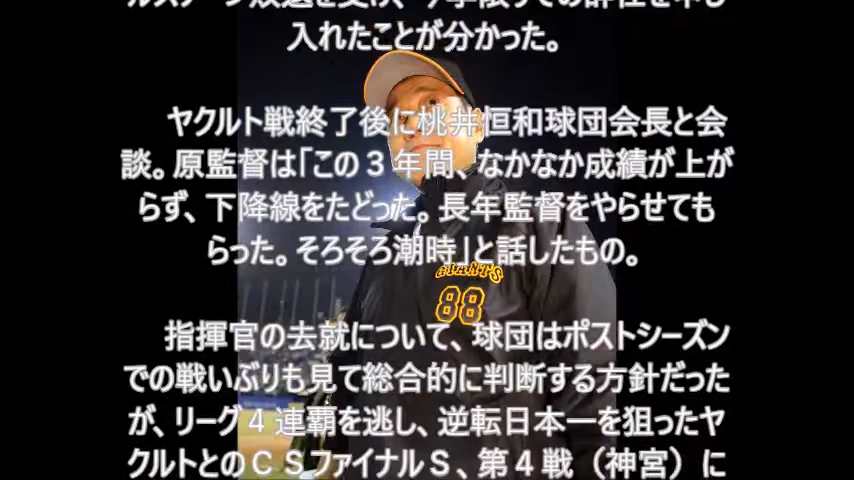 入れたことが分かった。
ヤクルト戦終了後に桃井恒和球団会長と会
談。原監督は「この３年間、なかなか成績が上が
らず、下降線をたどった。長年監督をやらせても
らった。そろそろ潮時」と話したもの。
GIANTS
88
指揮官の去就について、球団はポストシーズン
での戦いぶりも見て総合的に判断する方針だった
が、リーグ４連覇を逃し、逆転日本一を狙ったヤ
クルトとのＣＳファイナルＳ、第４戦（神宮）に